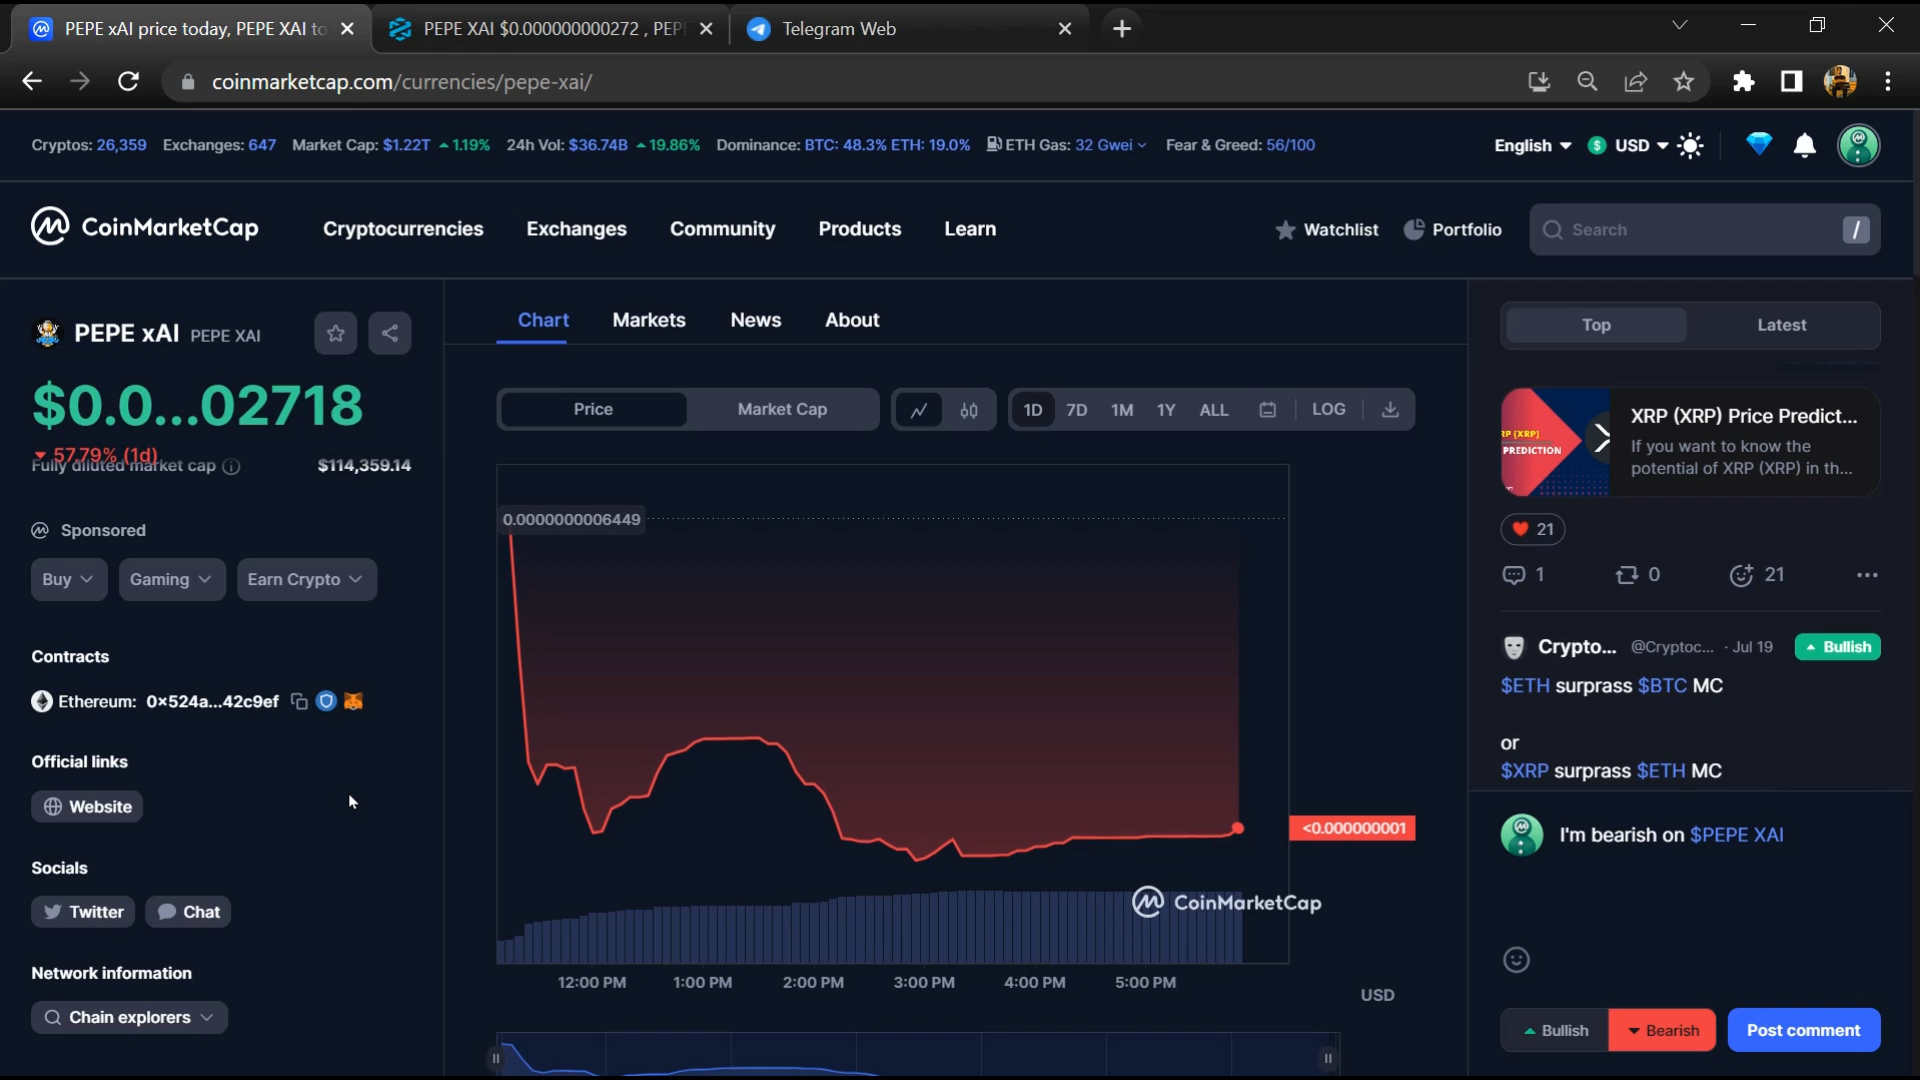 PEPE xAI price today, PEPE XAI to
PEPE XAI $0.000000000272 , PEP
Telegram Web
coinmarketcap.com/currencies/pepe-xai/
Cryptos: 26,359 Exchanges: 647 Market Cap: $1.22T 1.19% 24h Vol: $36.74B 19.86% Dominance: BTC: 48.3% ETH: 19.0% ETH Gas: 32 Gwei Fear & Greed: 56/100
English $ USD
CoinMarketCap
Cryptocurrencies Exchanges Community Products Learn
Watchlist Portfolio Search /
PEPE xAI PEPE XAI
$0.0...02718
57.79% (1d)
Fully diluted market cap $114,359.14
Sponsored
Buy Gaming Earn Crypto
Contracts
Ethereum: 0x524a...42c9ef
Official links
Website
Socials
Twitter Chat
Network information
Chain explorers
Chart Markets News About
Price Market Cap
1D 7D 1M 1Y ALL LOG
0.0000000006449
<0.000000001
CoinMarketCap
12:00 PM 1:00 PM 2:00 PM 3:00 PM 4:00 PM 5:00 PM
USD
Top Latest
RP (XRP)
PREDICTION
XRP (XRP) Price Predict...
If you want to know the
potential of XRP (XRP) in th...
21
1 0 21
Crypto... @Cryptoc... · Jul 19 Bullish
$ETH surprass $BTC MC
or
$XRP surprass $ETH MC
I'm bearish on $PEPE XAI
Bullish Bearish Post comment